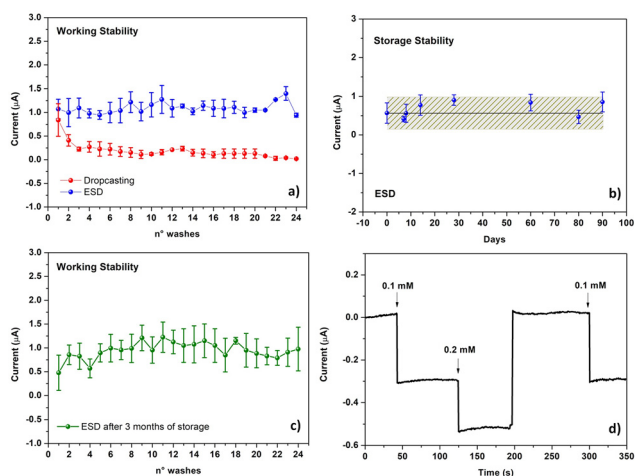 Working Stability
Current (µA)
3.0
2.5
2.0
1.5
1.0
0.5
0.0
-0.5
-1.0
Dropcasting
ESD
a)
0 2 4 6 8 10 12 14 16 18 20 22 24 26
n° washes
Storage Stability
Current (µA)
3
2
1
0
-1
-2
ESD
b)
-10 0 10 20 30 40 50 60 70 80 90 100
Days
Working Stability
Current (µA)
3.0
2.5
2.0
1.5
1.0
0.5
0.0
-0.5
-1.0
ESD after 3 months of storage
c)
0 2 4 6 8 10 12 14 16 18 20 22 24 26
n° washes
Current (µA)
0.2
0.0
-0.2
-0.4
-0.6
0.1 mM
0.2 mM
0.1 mM
d)
0 50 100 150 200 250 300 350
Time (s)